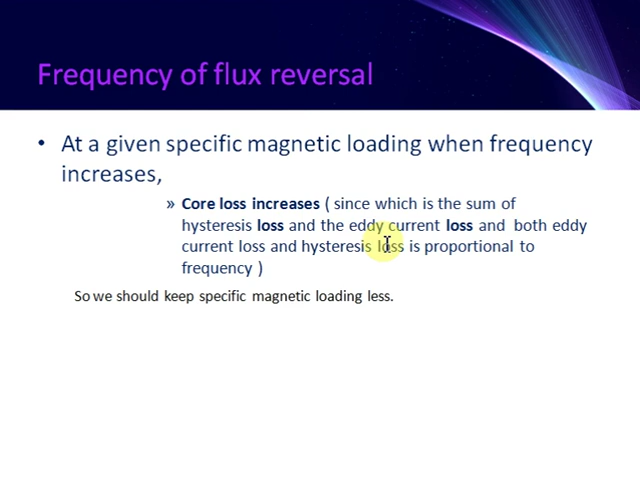 Frequency of flux reversal
• At a given specific magnetic loading when frequency
increases,
» Core loss increases ( since which is the sum of
hysteresis loss and the eddy current loss and both eddy
current loss and hysteresis loss is proportional to
frequency )
So we should keep specific magnetic loading less.